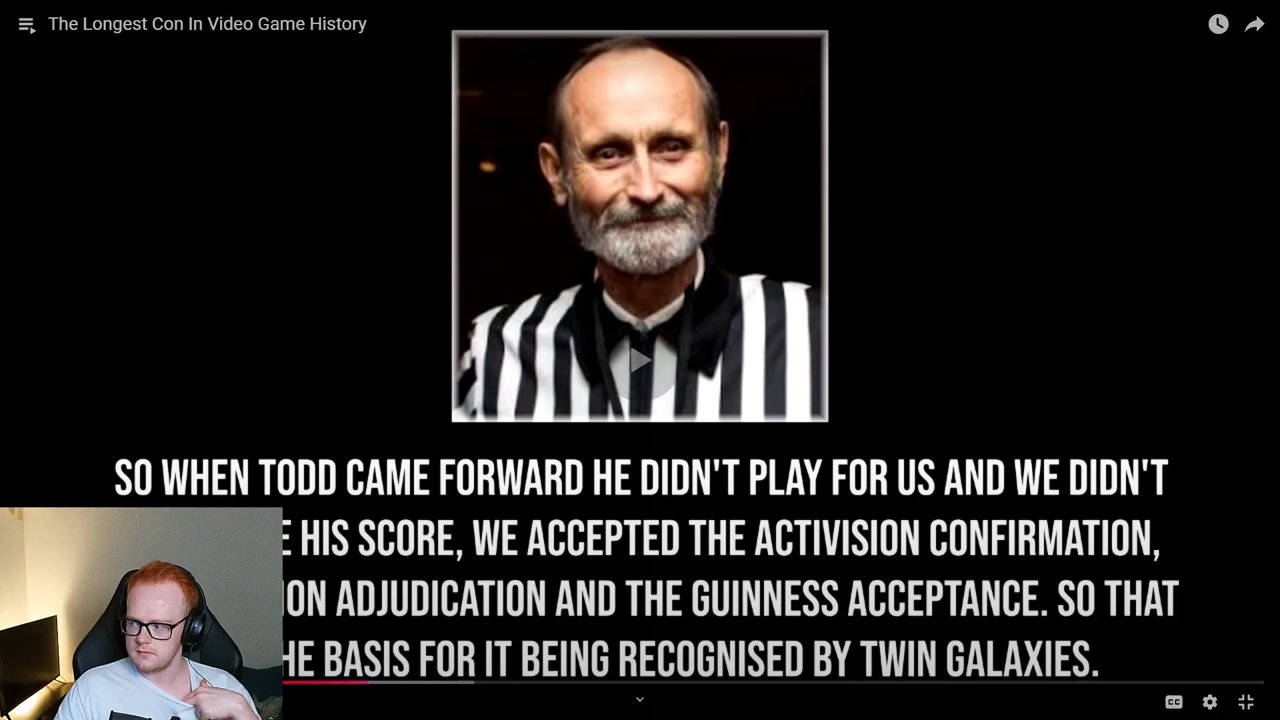 The Longest Con In Video Game History
SO WHEN TODD CAME FORWARD HE DIDN'T PLAY FOR US AND WE DIDN'T
HIS SCORE, WE ACCEPTED THE ACTIVISION CONFIRMATION,
ADJUDICATION AND THE GUINNESS ACCEPTANCE. SO THAT
BASIS FOR IT BEING RECOGNISED BY TWIN GALAXIES.
CC